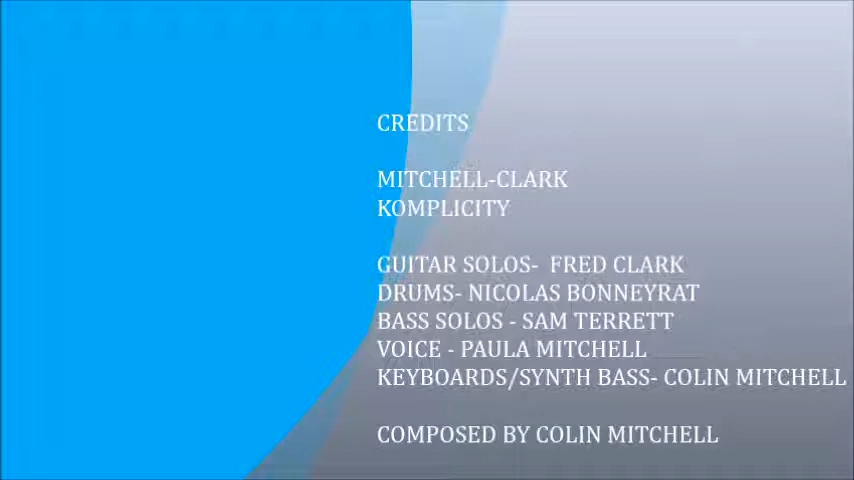 CREDITS
MITCHELL-CLARK
KOMPLICITY
GUITAR SOLOS-  FRED CLARK
DRUMS- NICOLAS BONNEYRAT
BASS SOLOS - SAM TERRETT
VOICE - PAULA MITCHELL
KEYBOARDS/SYNTH BASS- COLIN MITCHELL
COMPOSED BY COLIN MITCHELL